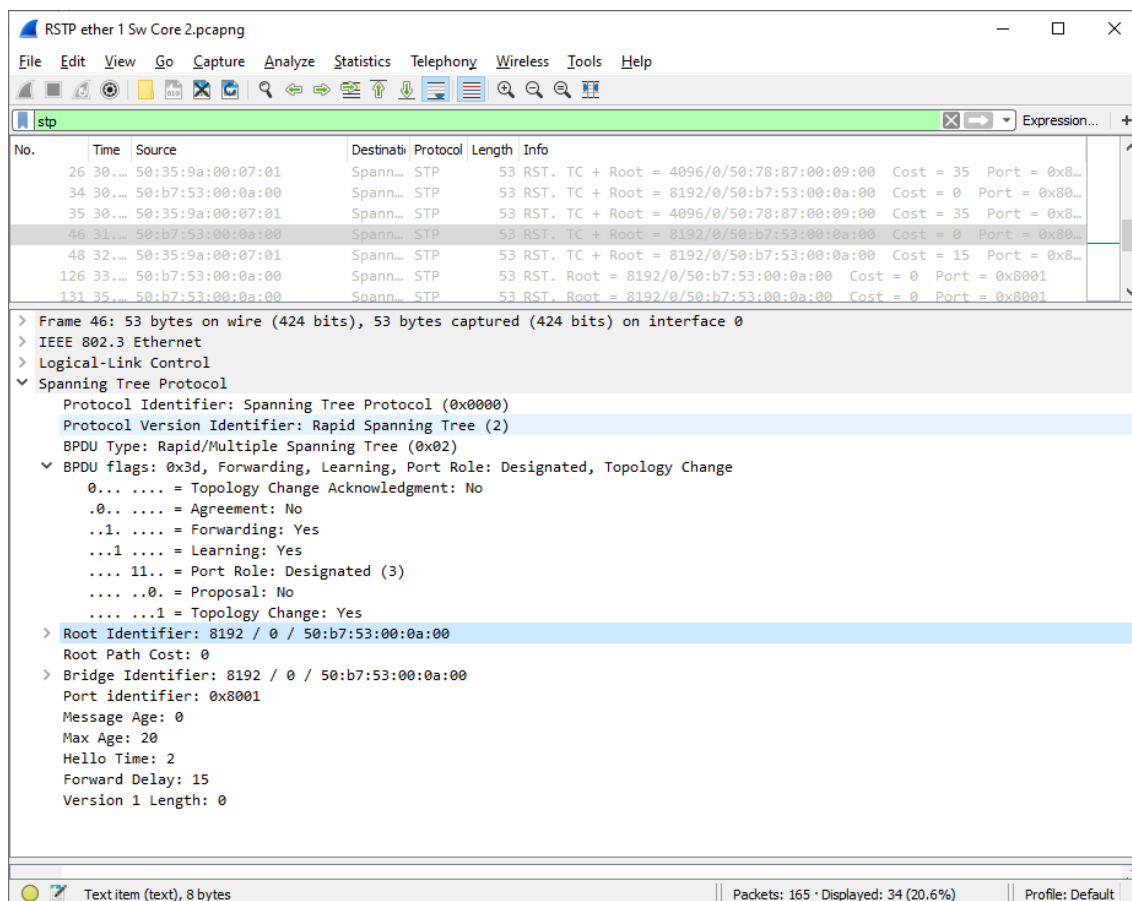 RSTP ether 1 Sw Core 2.pcapng
File Edit View Go Capture Analyze Statistics Telephony Wireless Tools Help
stp
Expression... +
No. Time Source Destinati Protocol Length Info
26 30.… 50:35:9a:00:07:01 Spann… STP 53 RST. TC + Root = 4096/0/50:78:87:00:09:00 Cost = 35 Port = 0x8…
34 30.… 50:b7:53:00:0a:00 Spann… STP 53 RST. TC + Root = 8192/0/50:b7:53:00:0a:00 Cost = 0 Port = 0x80…
35 30.… 50:35:9a:00:07:01 Spann… STP 53 RST. TC + Root = 4096/0/50:78:87:00:09:00 Cost = 35 Port = 0x8…
46 31.… 50:b7:53:00:0a:00 Spann… STP 53 RST. TC + Root = 8192/0/50:b7:53:00:0a:00 Cost = 0 Port = 0x80…
48 32.… 50:35:9a:00:07:01 Spann… STP 53 RST. TC + Root = 8192/0/50:b7:53:00:0a:00 Cost = 15 Port = 0x8…
126 33.… 50:b7:53:00:0a:00 Spann… STP 53 RST. Root = 8192/0/50:b7:53:00:0a:00 Cost = 0 Port = 0x8001
131 35.… 50:b7:53:00:0a:00 Spann… STP 53 RST. Root = 8192/0/50:b7:53:00:0a:00 Cost = 0 Port = 0x8001
Frame 46: 53 bytes on wire (424 bits), 53 bytes captured (424 bits) on interface 0
IEEE 802.3 Ethernet
Logical-Link Control
Spanning Tree Protocol
Protocol Identifier: Spanning Tree Protocol (0x0000)
Protocol Version Identifier: Rapid Spanning Tree (2)
BPDU Type: Rapid/Multiple Spanning Tree (0x02)
BPDU flags: 0x3d, Forwarding, Learning, Port Role: Designated, Topology Change
0... .... = Topology Change Acknowledgment: No
.0.. .... = Agreement: No
..1. .... = Forwarding: Yes
...1 .... = Learning: Yes
.... 11.. = Port Role: Designated (3)
.... ..0. = Proposal: No
.... ...1 = Topology Change: Yes
Root Identifier: 8192 / 0 / 50:b7:53:00:0a:00
Root Path Cost: 0
Bridge Identifier: 8192 / 0 / 50:b7:53:00:0a:00
Port identifier: 0x8001
Message Age: 0
Max Age: 20
Hello Time: 2
Forward Delay: 15
Version 1 Length: 0
Text item (text), 8 bytes Packets: 165 · Displayed: 34 (20.6%) Profile: Default